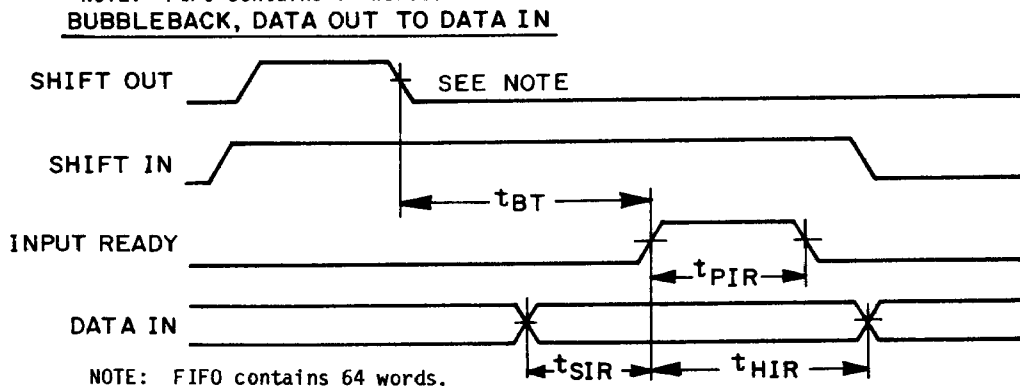 BUBBLEBACK, DATA OUT TO DATA IN
SHIFT OUT
SEE NOTE
SHIFT IN
tBT
INPUT READY
tPIR
DATA IN
tSIR
tHIR
NOTE: FIFO contains 64 words.